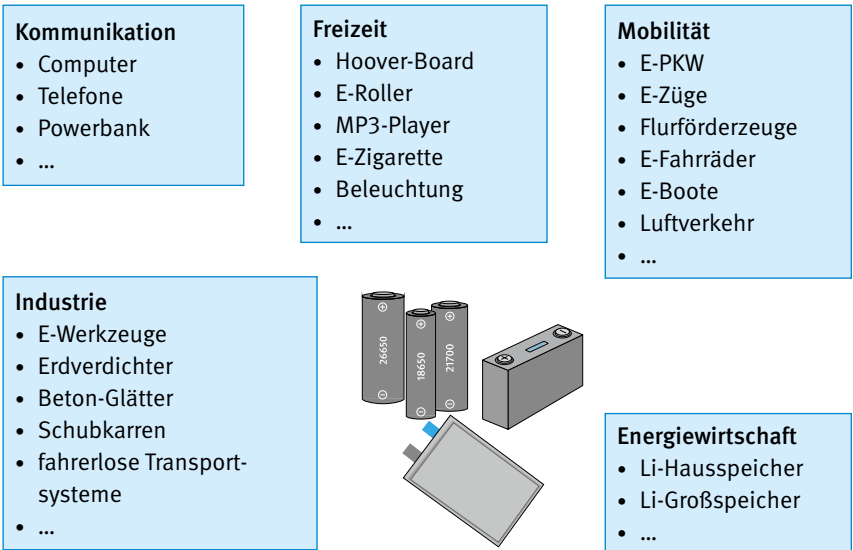 Kommunikation
• Computer
• Telefone
• Powerbank
• ...
Freizeit
• Hoover-Board
• E-Roller
• MP3-Player
• E-Zigarette
• Beleuchtung
• ...
Mobilität
• E-PKW
• E-Züge
• Flurförderzeuge
• E-Fahrräder
• E-Boote
• Luftverkehr
• ...
Industrie
• E-Werkzeuge
• Erdverdichter
• Beton-Glätter
• Schubkarren
• fahrerlose Transport-
systeme
• ...
26650
18650
21700
Energiewirtschaft
• Li-Hausspeicher
• Li-Großspeicher
• ...